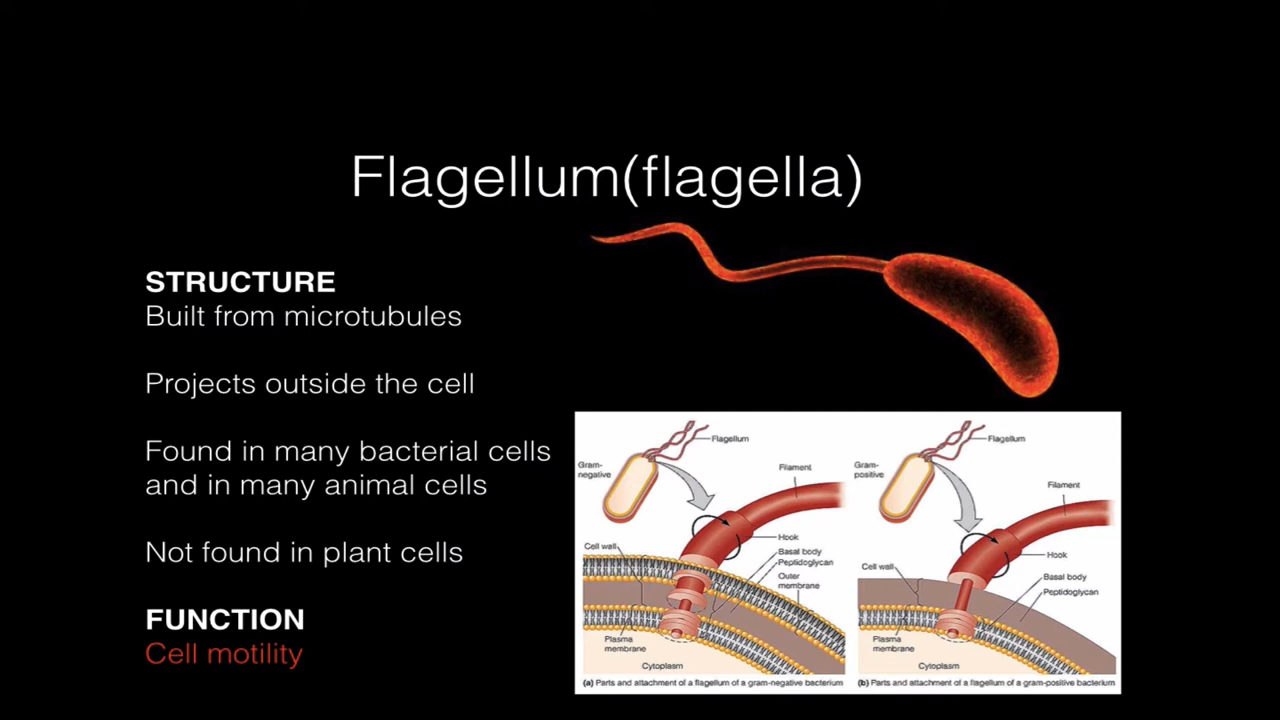 Flagellum(flagella)
STRUCTURE
Built from microtubules
Projects outside the cell
Found in many bacterial cells
and in many animal cells
Not found in plant cells
FUNCTION
Cell motility
Flagellum
Gram-
negative
Filament
Hook
Cell wall
Basal body
Peptidoglycan
Outer
membrane
Plasma
membrane
Cytoplasm
(a) Parts and attachment of a flagellum of a gram-negative bacterium
Flagellum
Gram-
positive
Filament
Hook
Cell wall
Basal body
Peptidoglycan
Plasma
membrane
Cytoplasm
(b) Parts and attachment of a flagellum of a gram-positive bacterium